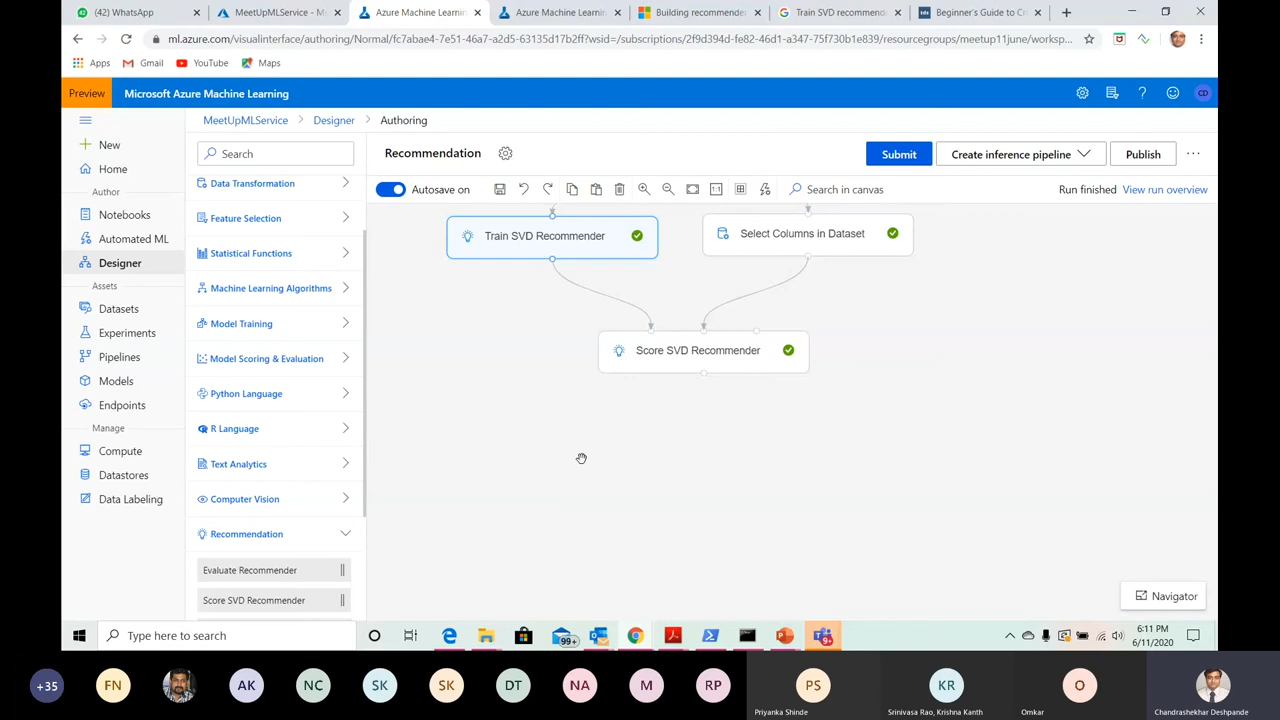 (42) WhatsApp
MeetUpMLService - M
Azure Machine Learnin
Azure Machine Learnin
Building recommender
Train SVD recommend
Beginner's Guide to Cr
ml.azure.com/visualinterface/authoring/Normal/fc7abae4-7e51-46a7-a2d5-63135d17b2ff?wsid=/subscriptions/2f9d394d-fe82-46d1-a347-75f730b1e839/resourcegroups/meetup11june/worksp...
Apps
Gmail
YouTube
Maps
Preview
Microsoft Azure Machine Learning
CD
New
Home
Author
Notebooks
Automated ML
Designer
Assets
Datasets
Experiments
Pipelines
Models
Endpoints
Manage
Compute
Datastores
Data Labeling
MeetUpMLService > Designer > Authoring
Search
Data Transformation
Feature Selection
Statistical Functions
Machine Learning Algorithms
Model Training
Model Scoring & Evaluation
Python Language
R Language
Text Analytics
Computer Vision
Recommendation
Evaluate Recommender
Score SVD Recommender
Recommendation
Submit
Create inference pipeline
Publish
...
Autosave on
Search in canvas
Run finished
View run overview
Train SVD Recommender
Select Columns in Dataset
Score SVD Recommender
Navigator
Type here to search
99+
6:11 PM
6/11/2020
+35
FN
AK
NC
SK
SK
DT
NA
M
RP
PS
Priyanka Shinde
KR
Srinivasa Rao, Krishna Kanth
O
Omkar
Chandrashekhar Deshpande